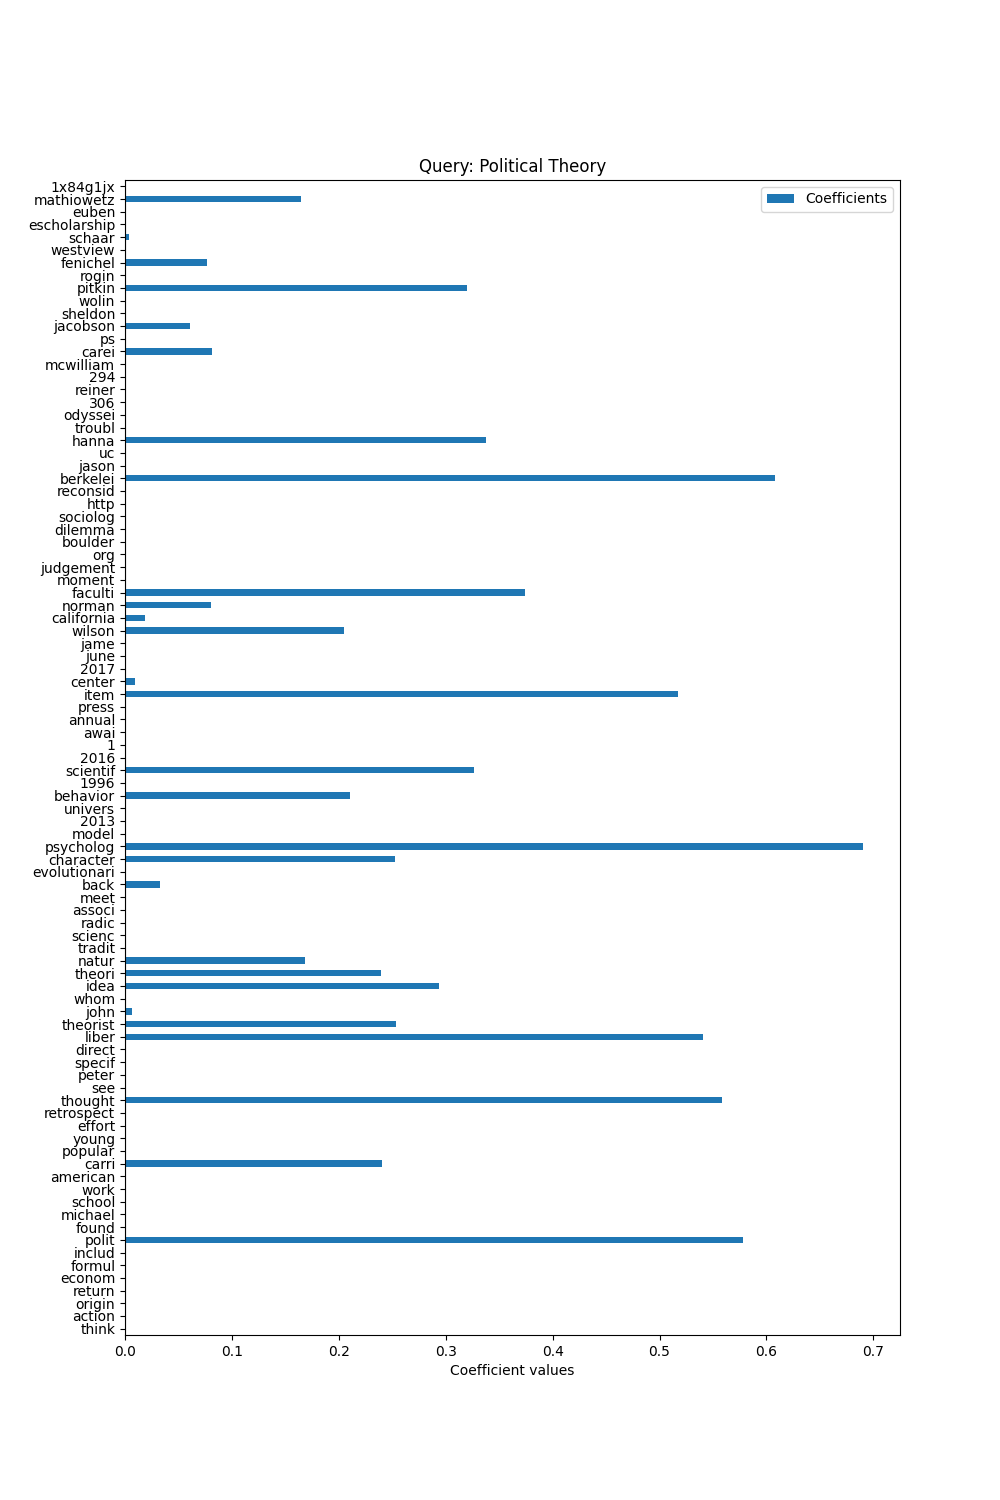 Query: Political Theory
Coefficients
1x84g1jx
mathiowetz
euben
escholarship
schaar
westview
fenichel
rogin
pitkin
wolin
sheldon
jacobson
ps
carei
mcwilliam
294
reiner
306
odyssei
troubl
hanna
uc
jason
berkelei
reconsid
http
sociolog
dilemma
boulder
org
judgement
moment
faculti
norman
california
wilson
jame
june
2017
center
item
press
annual
awai
1
2016
scientif
1996
behavior
univers
2013
model
psycholog
character
evolutionari
back
meet
associ
radic
scienc
tradit
natur
theori
idea
whom
john
theorist
liber
direct
specif
peter
see
thought
retrospect
effort
young
popular
carri
american
work
school
michael
found
polit
includ
formul
econom
return
origin
action
think
0.0 0.1 0.2 0.3 0.4 0.5 0.6 0.7
Coefficient values